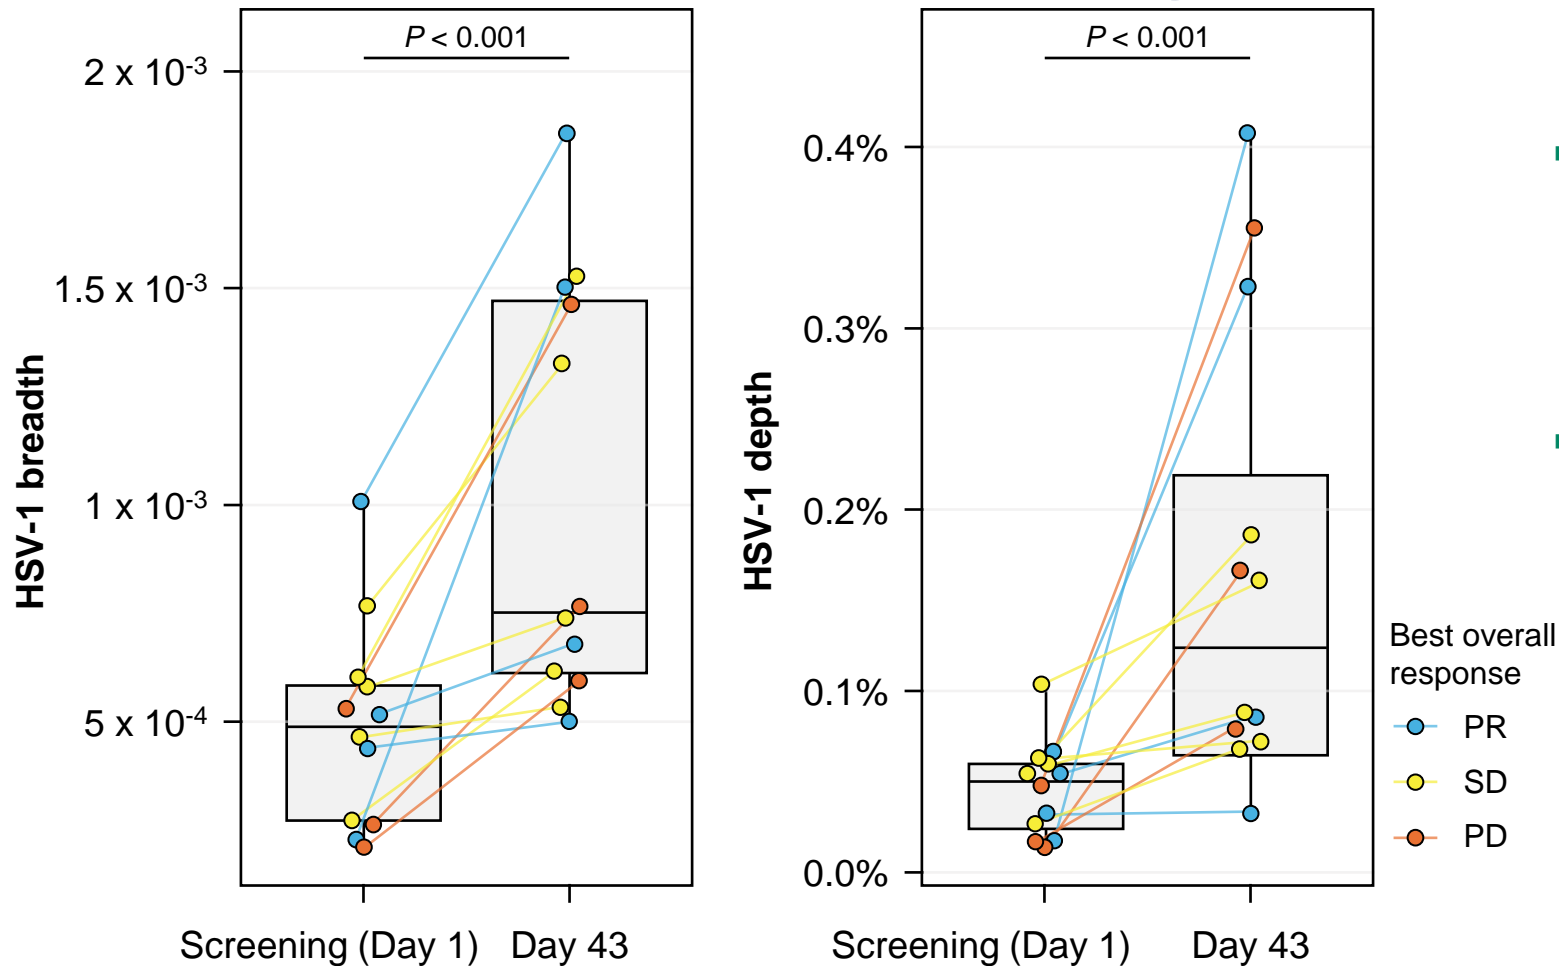 P < 0.001
2 x 10⁻³
1.5 x 10⁻³
1 x 10⁻³
5 x 10⁻⁴
HSV-1 breadth
Screening (Day 1) Day 43
P < 0.001
0.4%
0.3%
0.2%
0.1%
0.0%
HSV-1 depth
Screening (Day 1) Day 43
Best overall
response
PR
SD
PD